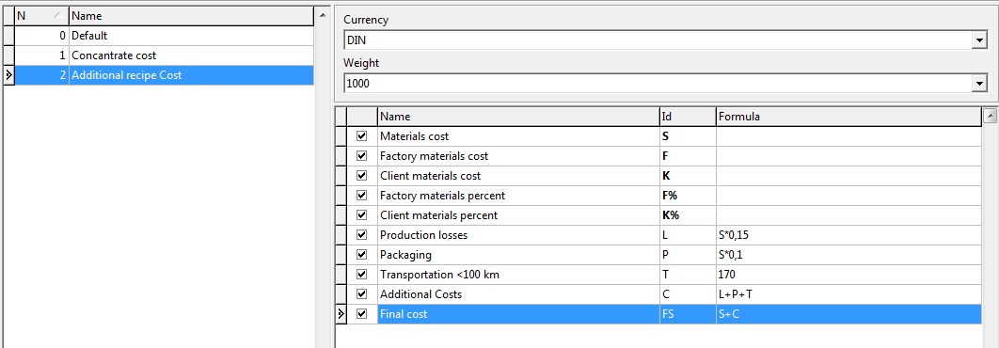 N Name
0 Default
1 Concantrate cost
2 Additional recipe Cost
Currency
DIN
Weight
1000
Name Id Formula
Materials cost S
Factory materials cost F
Client materials cost K
Factory materials percent F%
Client materials percent K%
Production losses L S*0,15
Packaging P S*0,1
Transportation <100 km T 170
Additional Costs C L+P+T
Final cost FS S+C